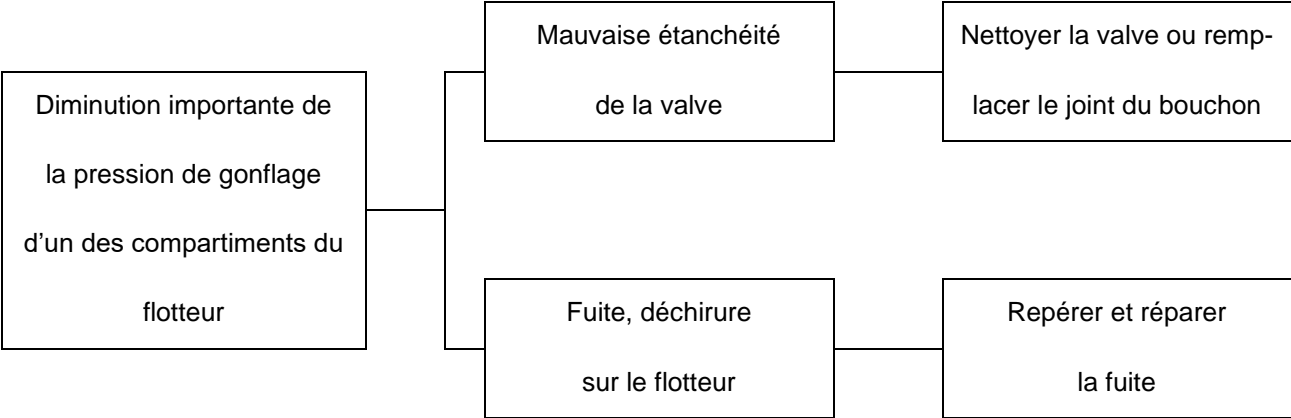 Diminution importante de
la pression de gonflage
d’un des compartiments du
flotteur
Mauvaise étanchéité
de la valve
Nettoyer la valve ou remp-
lacer le joint du bouchon
Fuite, déchirure
sur le flotteur
Repérer et réparer
la fuite